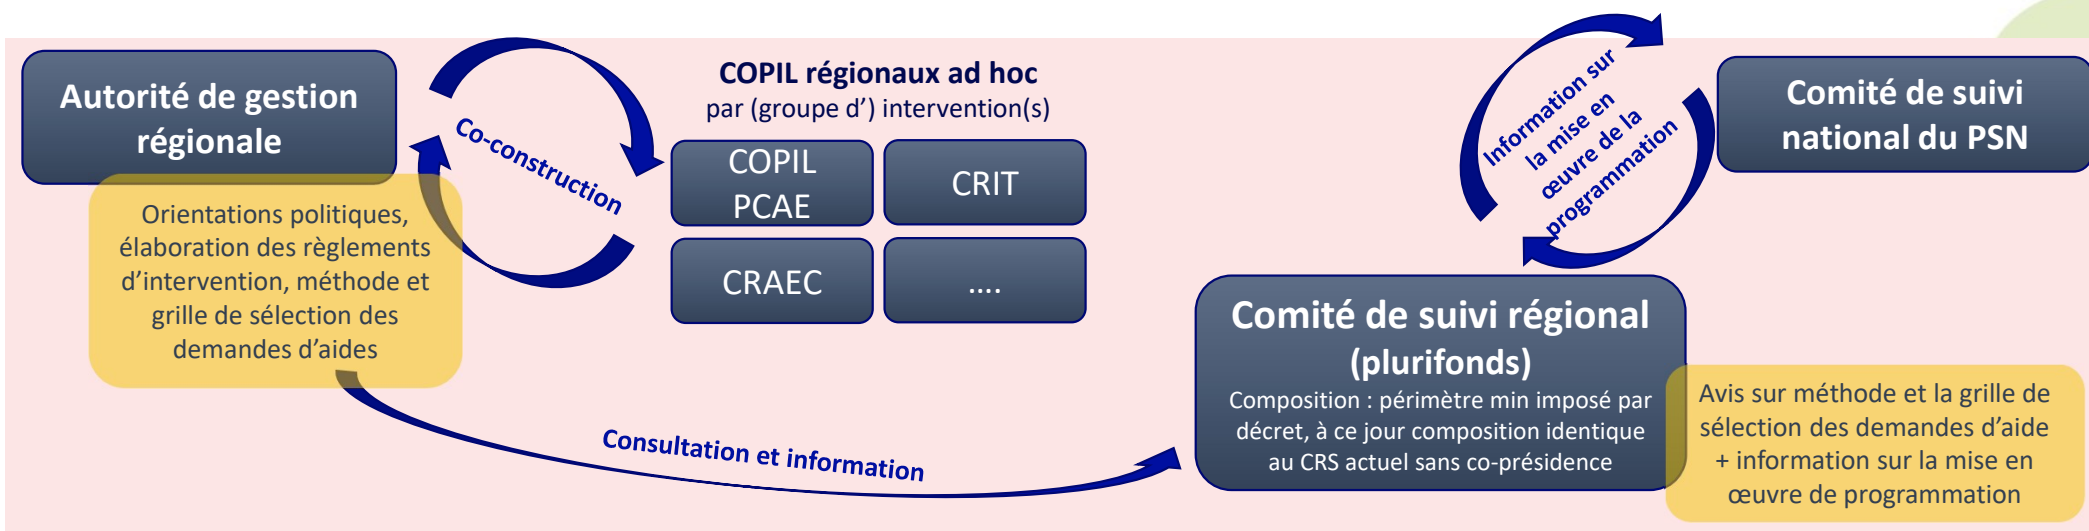 Autorité de gestion
régionale
Orientations politiques,
élaboration des règlements
d’intervention, méthode et
grille de sélection des
demandes d’aides
Co-construction
COPIL régionaux ad hoc
par (groupe d’) intervention(s)
COPIL
PCAE
CRIT
CRAEC
....
Consultation et information
Comité de suivi régional
(plurifonds)
Composition : périmètre min imposé par
décret, à ce jour composition identique
au CRS actuel sans co-présidence
Avis sur méthode et la grille de
sélection des demandes d’aide
+ information sur la mise en
œuvre de programmation
Information sur
la mise en
œuvre de la
programmation
Comité de suivi
national du PSN